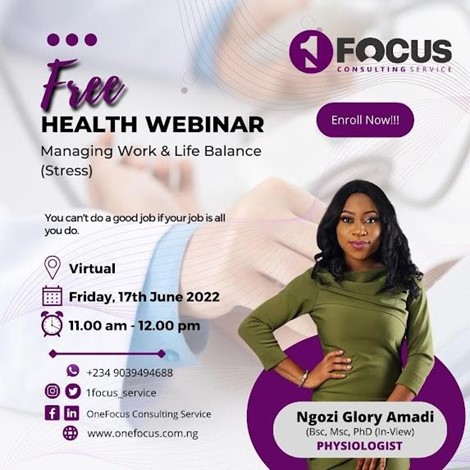 1 FOCUS
CONSULTING SERVICE
Free
HEALTH WEBINAR
Enroll Now!!!
Managing Work & Life Balance
(Stress)
You can't do a good job if your job is all
you do.
Virtual
Friday, 17th June 2022
11.00 am - 12.00 pm
+234 9039494688
1focus_service
OneFocus Consulting Service
www.onefocus.com.ng
Ngozi Glory Amadi
(Bsc, Msc, PhD (In-View)
PHYSIOLOGIST